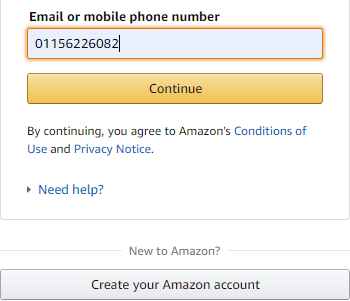 Email or mobile phone number
01156226082
Continue
By continuing, you agree to Amazon's Conditions of
Use and Privacy Notice.
Need help?
New to Amazon?
Create your Amazon account